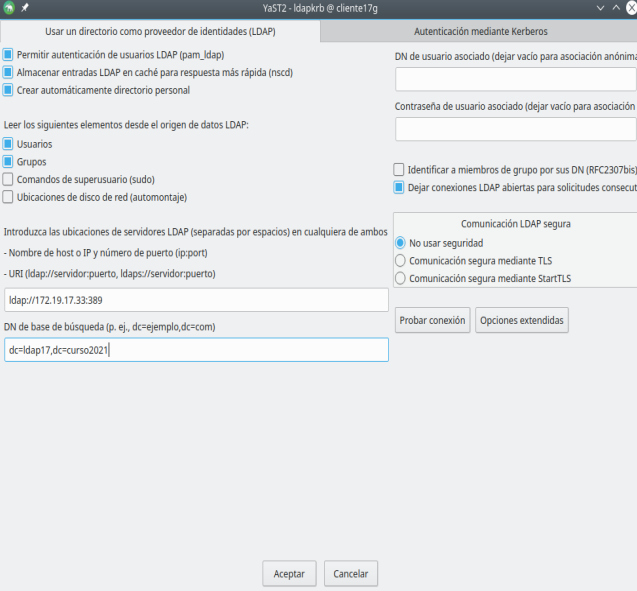 YaST2 - ldapkrb @ cliente17g
Usar un directorio como proveedor de identidades (LDAP)
Autenticación mediante Kerberos
Permitir autenticación de usuarios LDAP (pam_ldap)
Almacenar entradas LDAP en caché para respuesta más rápida (nscd)
Crear automáticamente directorio personal
Leer los siguientes elementos desde el origen de datos LDAP:
Usuarios
Grupos
Comandos de superusuario (sudo)
Ubicaciones de disco de red (automontaje)
Introduzca las ubicaciones de servidores LDAP (separadas por espacios) en cualquiera de ambos
- Nombre de host o IP y número de puerto (ip:port)
- URI (ldap://servidor:puerto, ldaps://servidor:puerto)
ldap://172.19.17.33:389
DN de base de búsqueda (p. ej., dc=ejemplo,dc=com)
dc=ldap17,dc=curso2021
DN de usuario asociado (dejar vacío para asociación anónima
Contraseña de usuario asociado (dejar vacío para asociación
Identificar a miembros de grupo por sus DN (RFC2307bis)
Dejar conexiones LDAP abiertas para solicitudes consecut
Comunicación LDAP segura
No usar seguridad
Comunicación segura mediante TLS
Comunicación segura mediante StartTLS
Probar conexión
Opciones extendidas
Aceptar
Cancelar